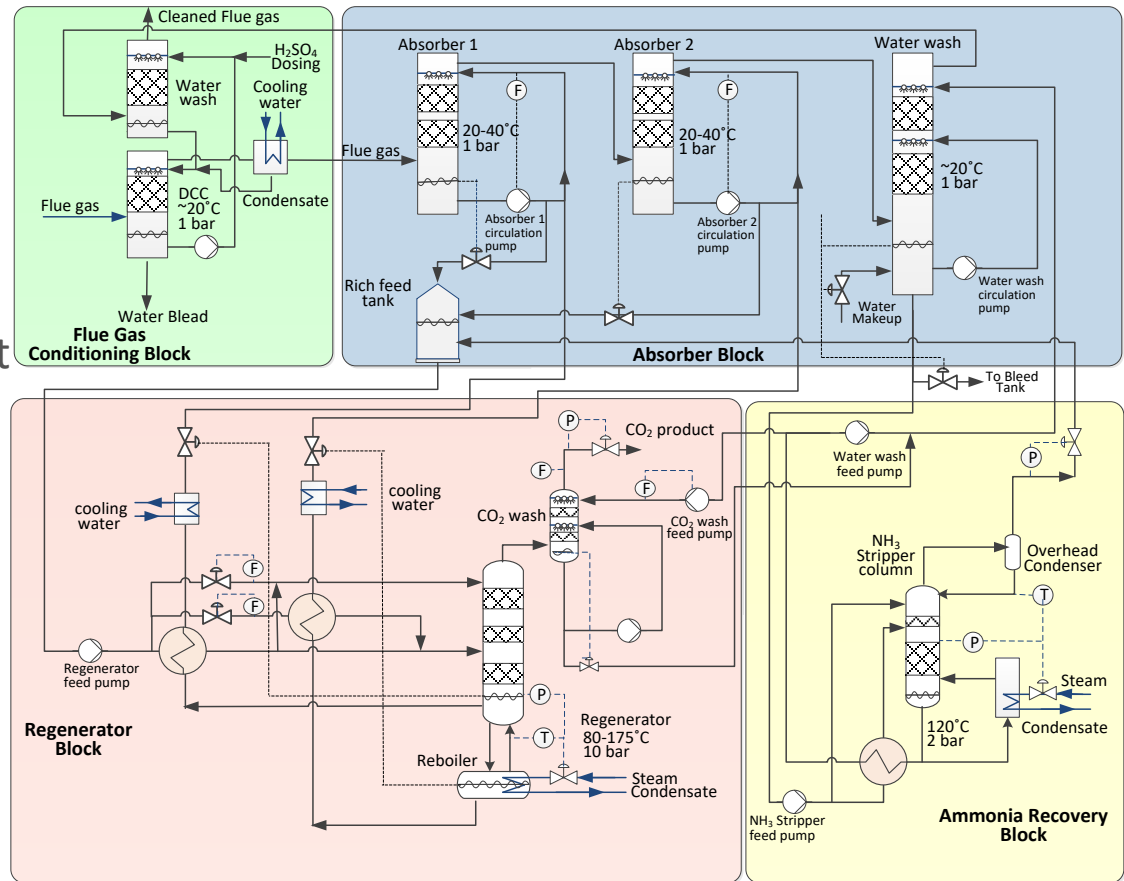 Cleaned Flue gas
H₂SO₄
Dosing
Water
wash
Cooling
water
Condensate
DCC
~20˚C
1 bar
Flue gas
Water Blead
Flue Gas
Conditioning Block
t
Absorber 1
Absorber 2
Water wash
F
F
20-40˚C
1 bar
20-40˚C
1 bar
~20˚C
1 bar
Flue gas
Absorber 1
circulation
pump
Absorber 2
circulation
pump
Water wash
circulation
pump
Rich feed
tank
Water
Makeup
Absorber Block
To Bleed
Tank
P
CO₂ product
F
F
CO₂ wash
feed pump
CO₂ wash
cooling
water
cooling
water
F
F
Regenerator
feed pump
Regenerator
Block
P
T
Regenerator
80-175˚C
10 bar
Reboiler
Steam
Condensate
Water wash
feed pump
P
NH₃
Stripper
column
Overhead
Condenser
T
P
Steam
Condensate
120˚C
2 bar
NH₃ Stripper
feed pump
Ammonia Recovery
Block